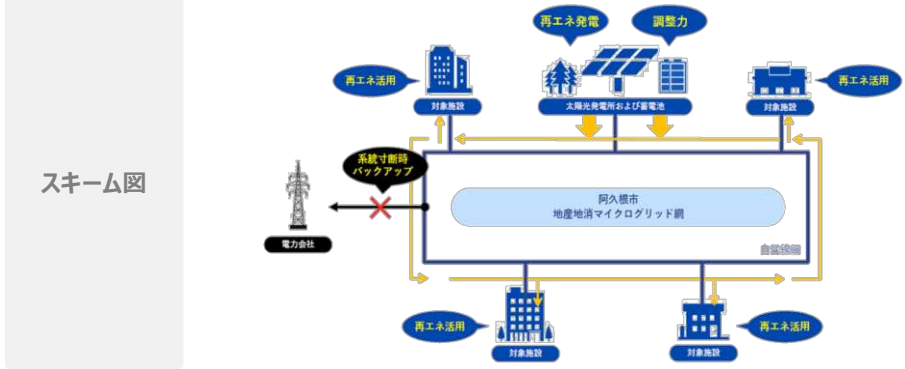 スキーム図
再エネ発電
調整力
再エネ活用
再エネ活用
対象施設
太陽光発電所および蓄電池
対象施設
系統寸断時
バックアップ
阿久根市
地産地消マイクログリッド網
電力会社
自営線網
再エネ活用
再エネ活用
対象施設
対象施設